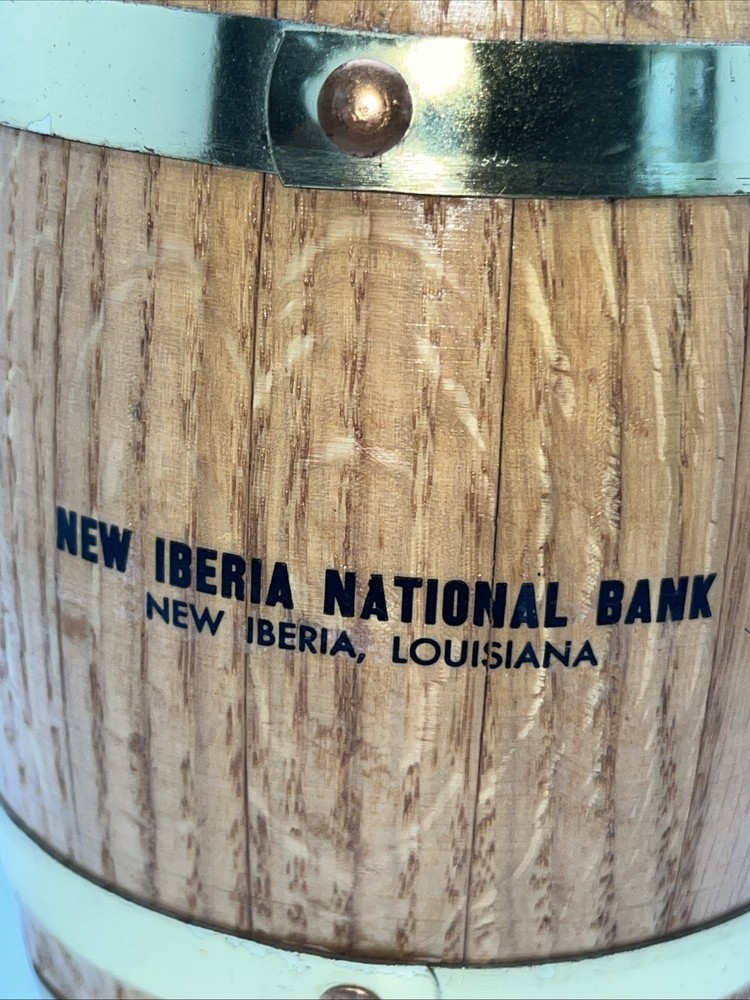 NEW IBERIA NATIONAL BANK
NEW IBERIA, LOUISIANA